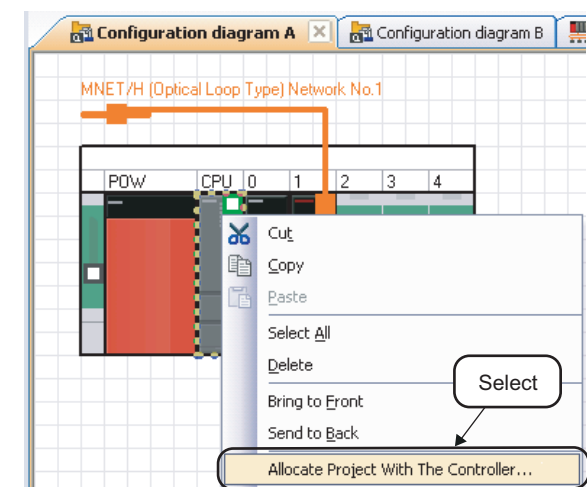 Configuration diagram A
Configuration diagram B
MNET/H (Optical Loop Type) Network No.1
POW CPU 0 1 2 3 4
Cut
Copy
Paste
Select All
Delete
Bring to Front
Send to Back
Allocate Project With The Controller...
Select